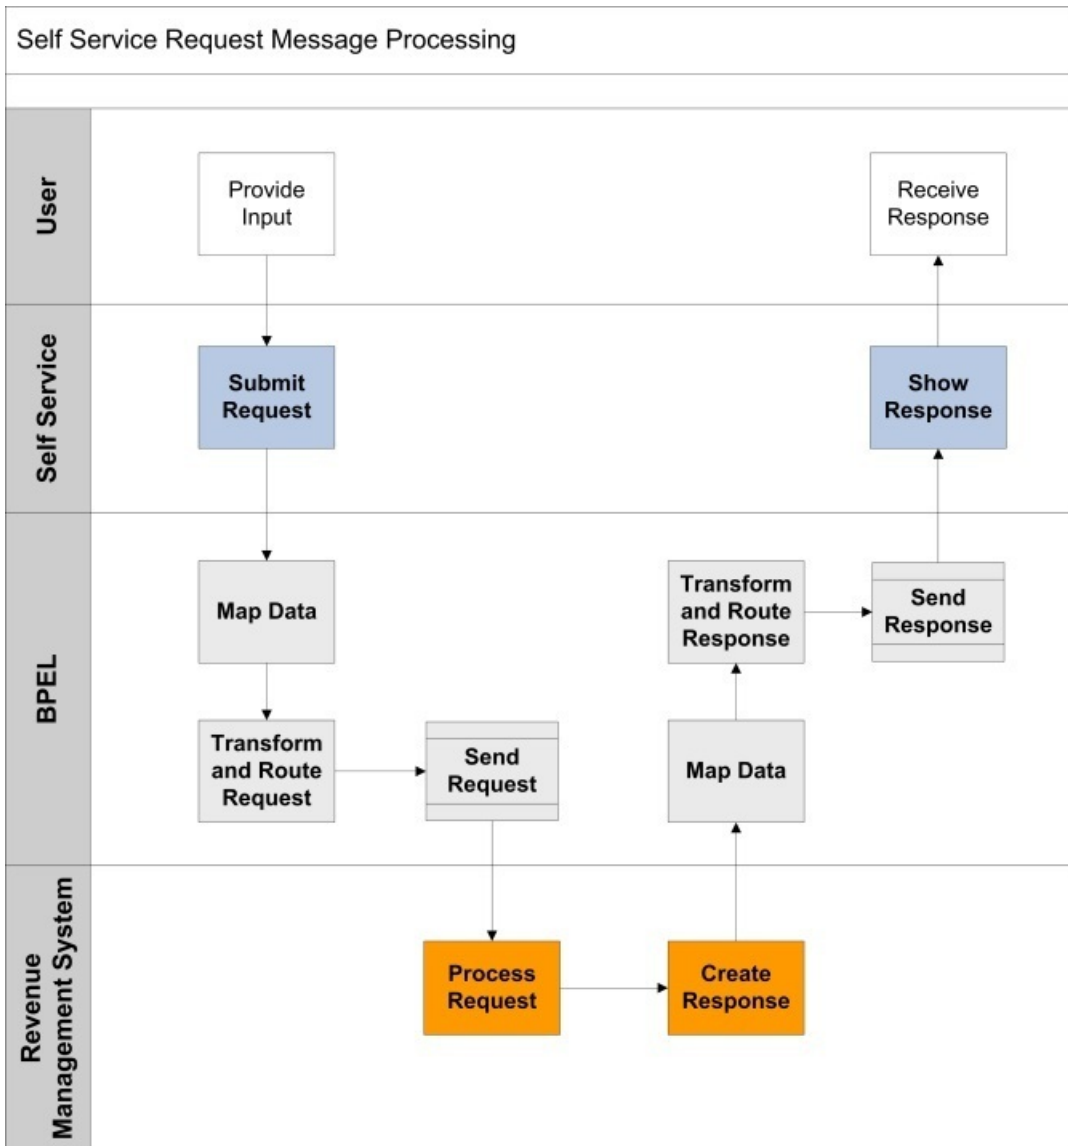 Self Service Request Message Processing
User
Provide
Input
Receive
Response
Self Service
Submit
Request
Show
Response
BPEL
Map Data
Transform
and Route
Request
Send
Request
Transform
and Route
Response
Send
Response
Map Data
Revenue
Management System
Process
Request
Create
Response